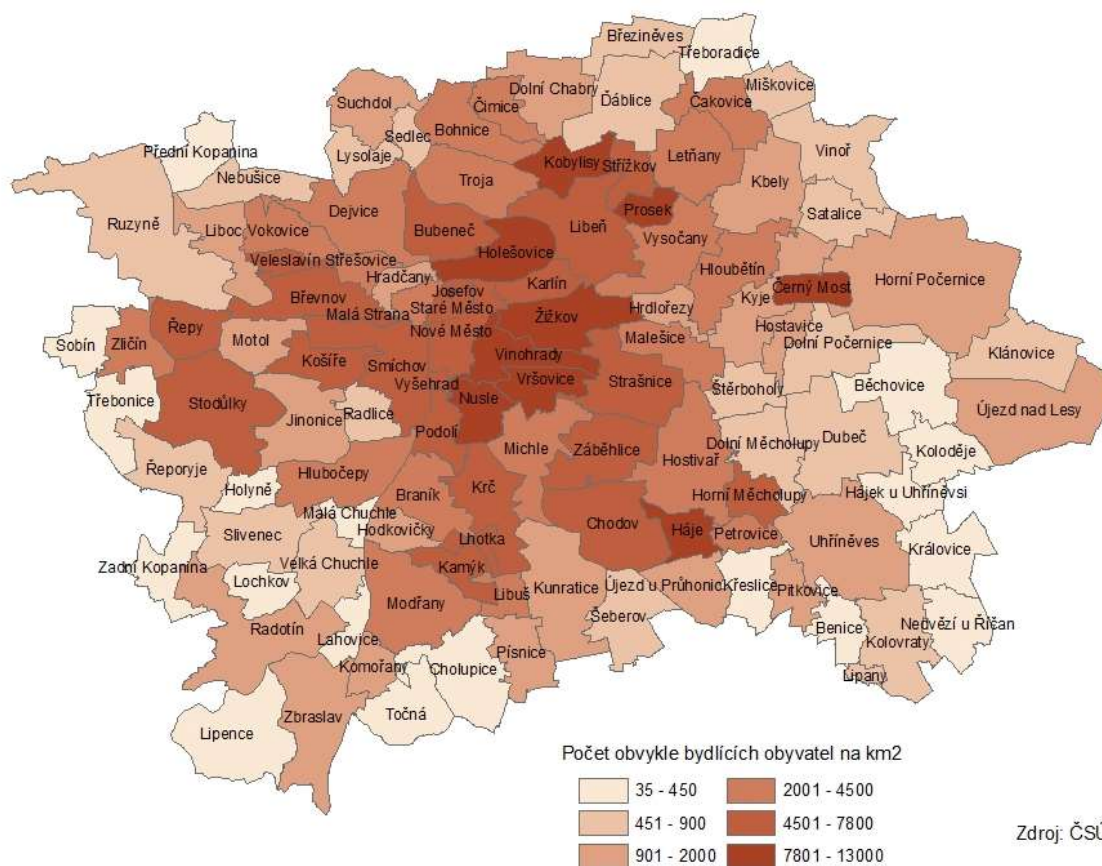 Březiněves
Třeboradice
Dolní Chabry
Ďáblice
Miškovice
Suchdol
Čimice
Čakovice
Sedlec
Bohnice
Přední Kopanina
Lysolaje
Kobylisy
Střížkov
Letňany
Vinoř
Nebušice
Troja
Kbely
Prosek
Satalice
Ruzyně
Liboc
Vokovice
Dejvice
Bubeneč
Libeň
Vysočany
Holešovice
Veleslavín
Střešovice
Hloubětín
Horní Počernice
Hradčany
Karlín
Černý Most
Břevnov
Josefov
Hrdlořezy
Kyje
Malá Strana
Staré Město
Žižkov
Řepy
Nové Město
Malešice
Hostavice
Sobín
Zličín
Motol
Dolní Počernice
Klánovice
Košíře
Smíchov
Vinohrady
Strašnice
Štěrboholy
Běchovice
Třebonice
Stodůlky
Vyšehrad
Vršovice
Újezd nad Lesy
Nusle
Jinonice
Radlice
Podolí
Michle
Záběhlice
Dolní Měcholupy
Dubeč
Koloděje
Řeporyje
Hlubočepy
Hostivař
Holyně
Braník
Krč
Horní Měcholupy
Hájek u Uhříněvsi
Malá Chuchle
Hodkovičky
Chodov
Háje
Petrovice
Slivenec
Lhotka
Uhříněves
Královice
Zadní Kopanina
Velká Chuchle
Kamýk
Lochkov
Modřany
Libuš
Kunratice
Újezd u Průhonic
Křeslice
Pitkovice
Šeberov
Benice
Nedvězí u Říčan
Radotín
Lahovice
Kolovraty
Písnice
Komořany
Cholupice
Lipany
Zbraslav
Točná
Lipence
Počet obvykle bydlících obyvatel na km2
35 - 450
2001 - 4500
451 - 900
4501 - 7800
901 - 2000
7801 - 13000
Zdroj: ČSÚ